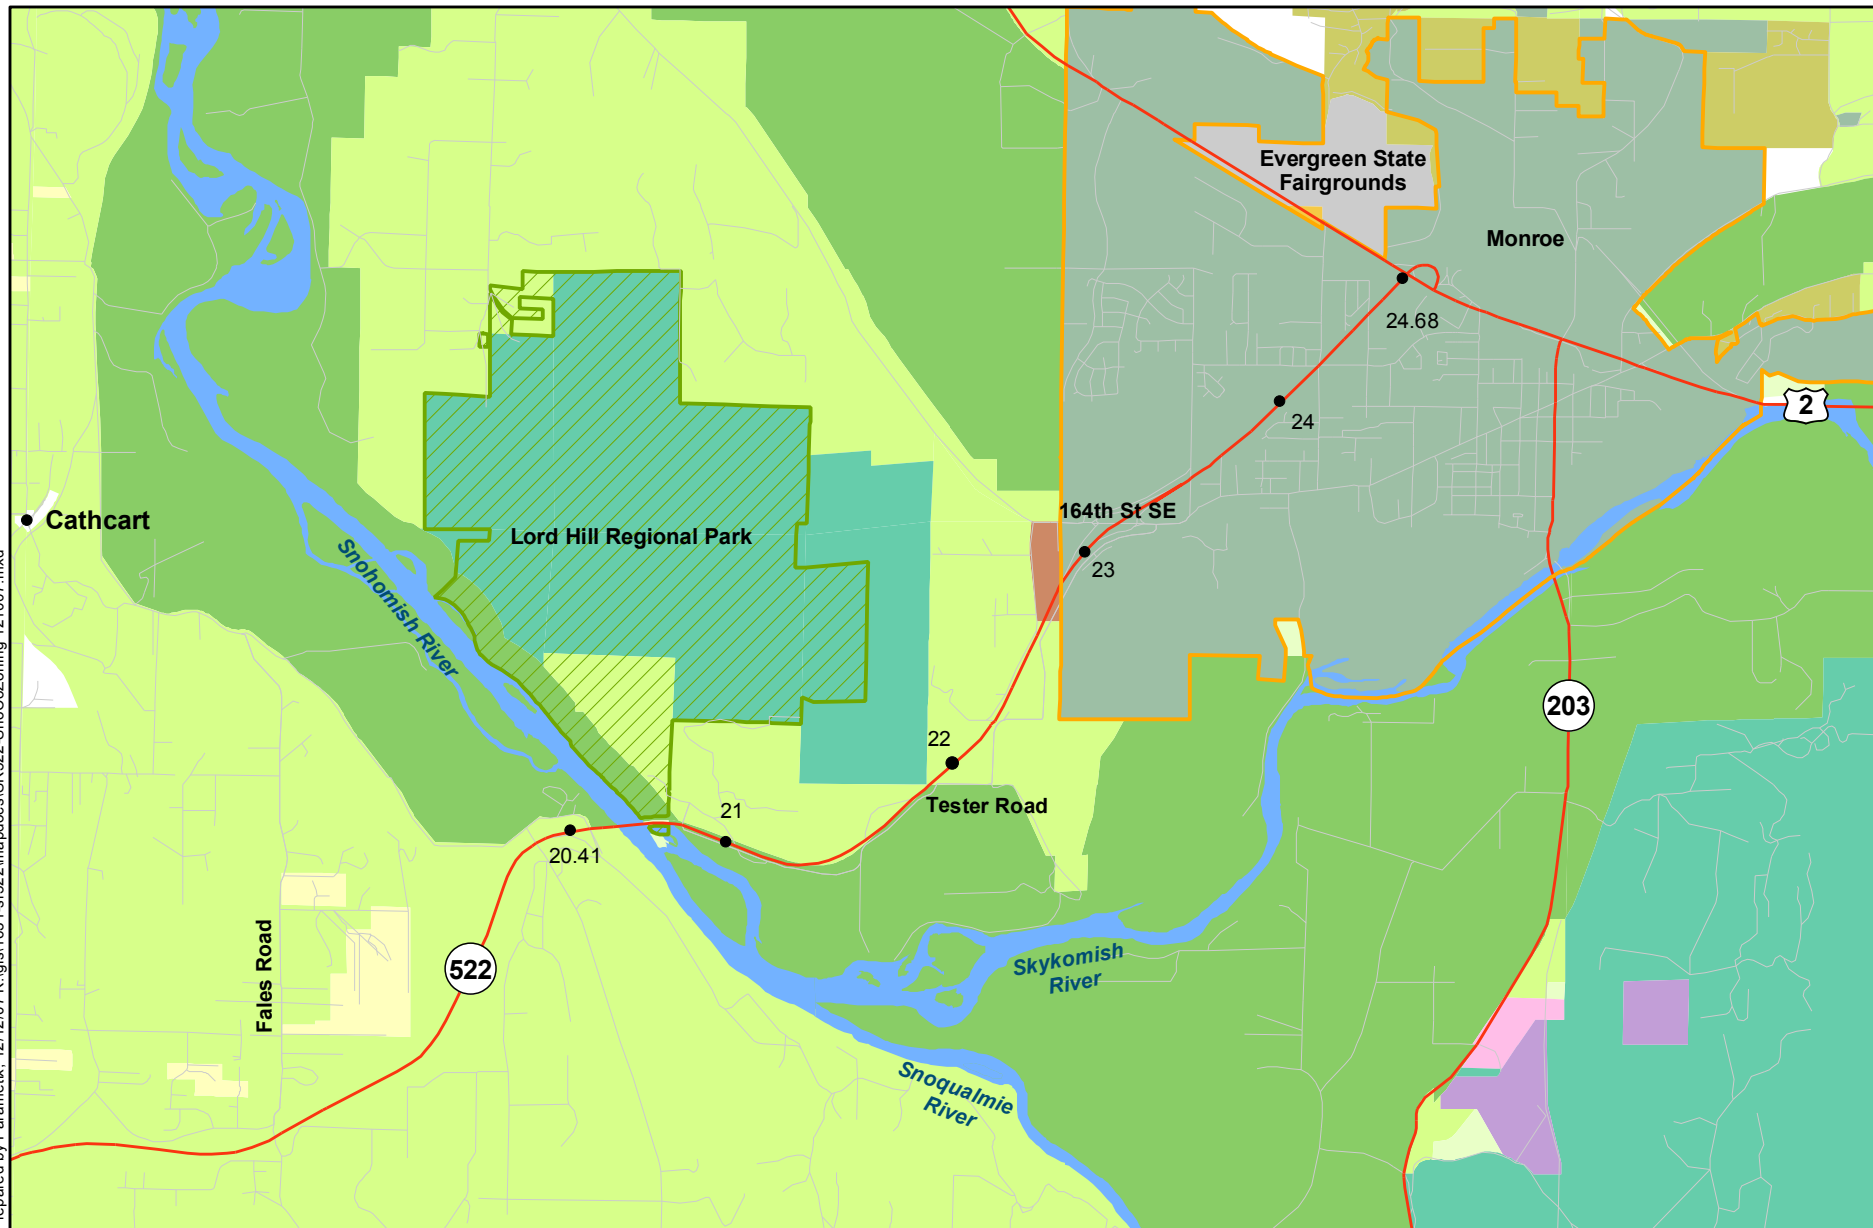 Evergreen State
Fairgrounds
Monroe
24.68
2
24
164th St SE
23
Cathcart
Lord Hill Regional Park
Snohomish River
203
22
Tester Road
21
20.41
522
Fales Road
Skykomish
River
Snoqualmie
River